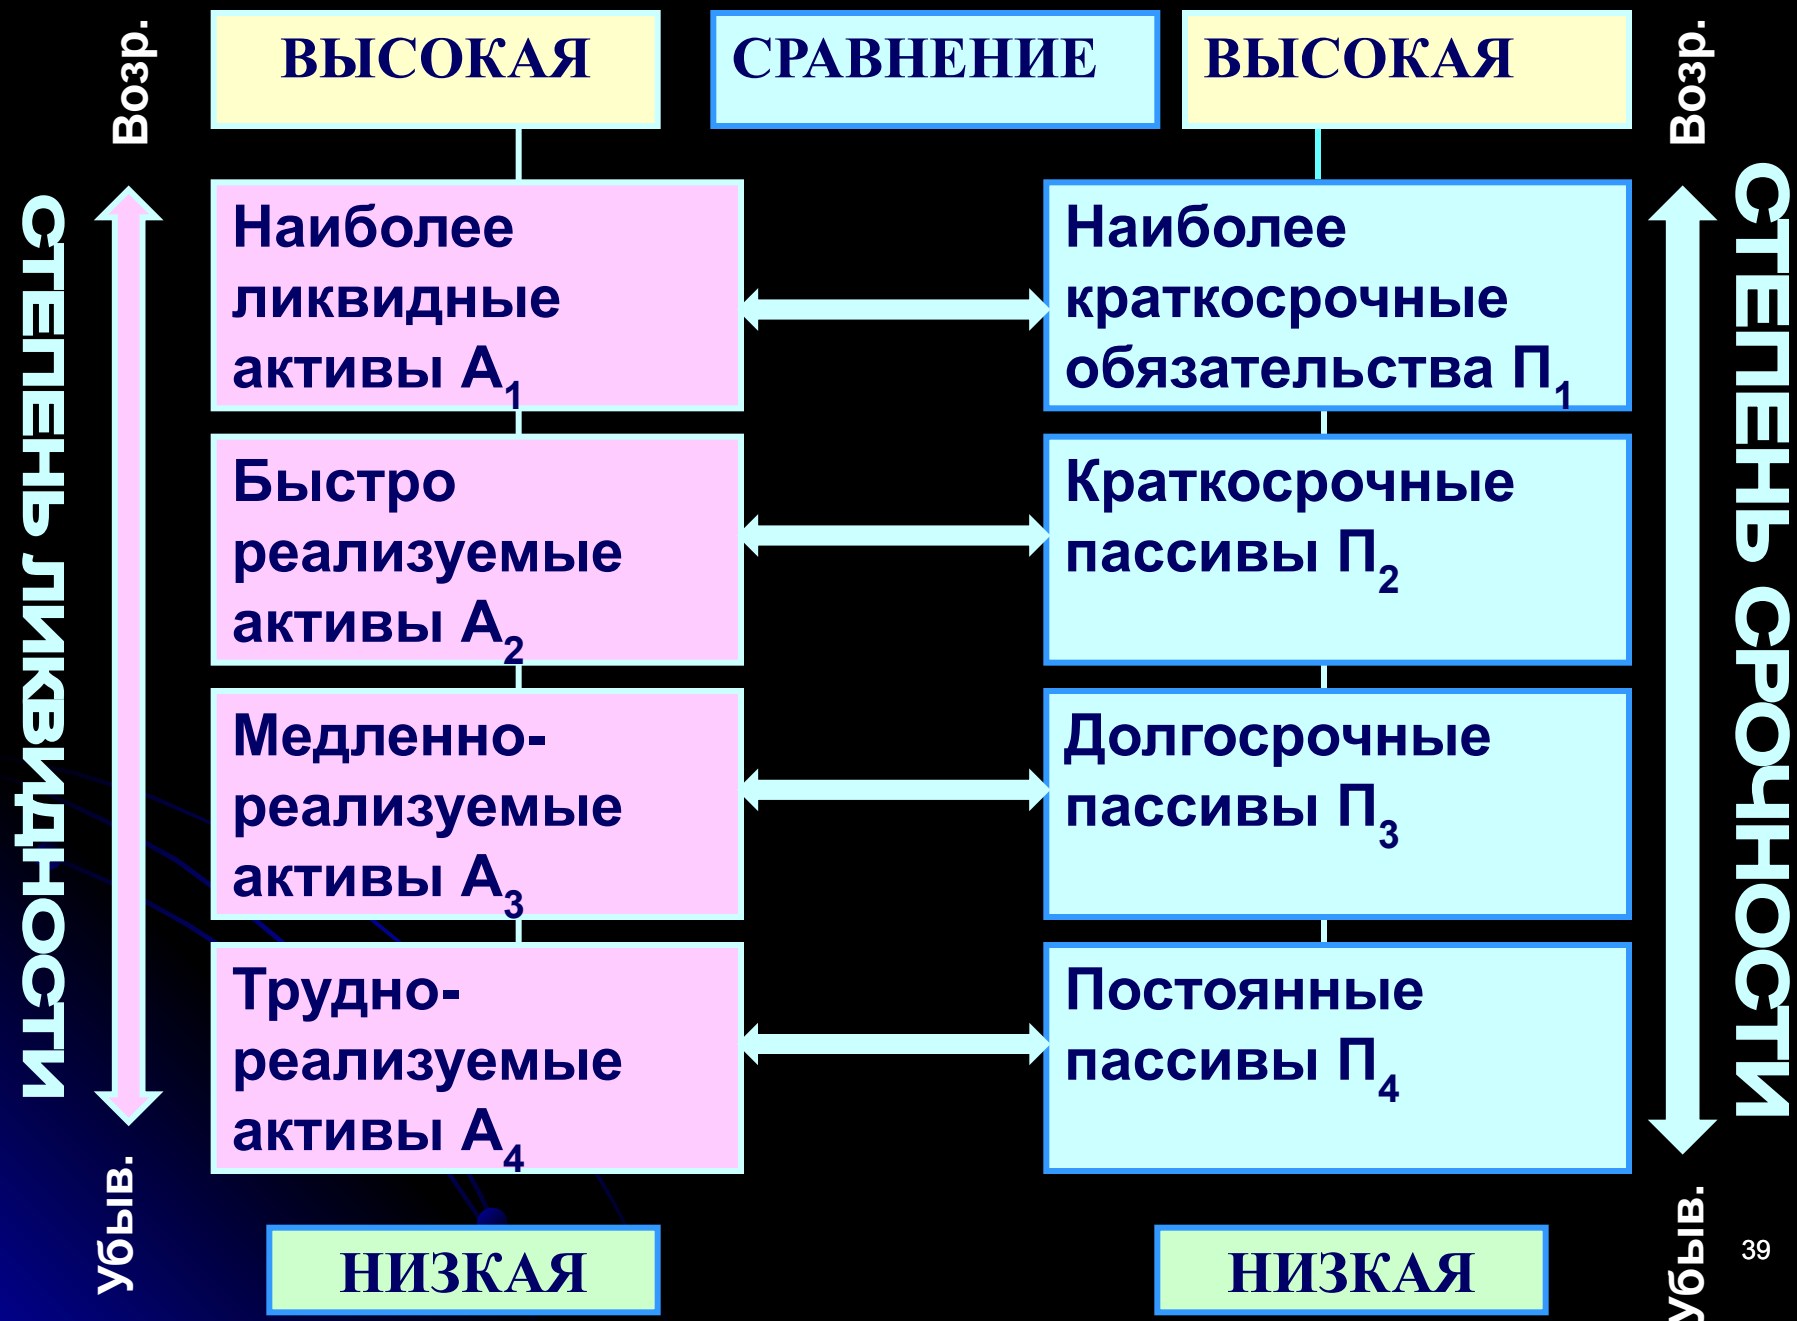 Возр.
ВЫСОКАЯ
СРАВНЕНИЕ
ВЫСОКАЯ
Возр.
СТЕПЕНЬ ЛИКВИДНОСТИ
Наиболее
ликвидные
активы А1
Наиболее
краткосрочные
обязательства П1
Быстро
реализуемые
активы А2
Краткосрочные
пассивы П2
Медленно-
реализуемые
активы А3
Долгосрочные
пассивы П3
Трудно-
реализуемые
активы А4
Постоянные
пассивы П4
СТЕПЕНЬ СРОЧНОСТИ
Убыв.
НИЗКАЯ
НИЗКАЯ
Убыв.
39